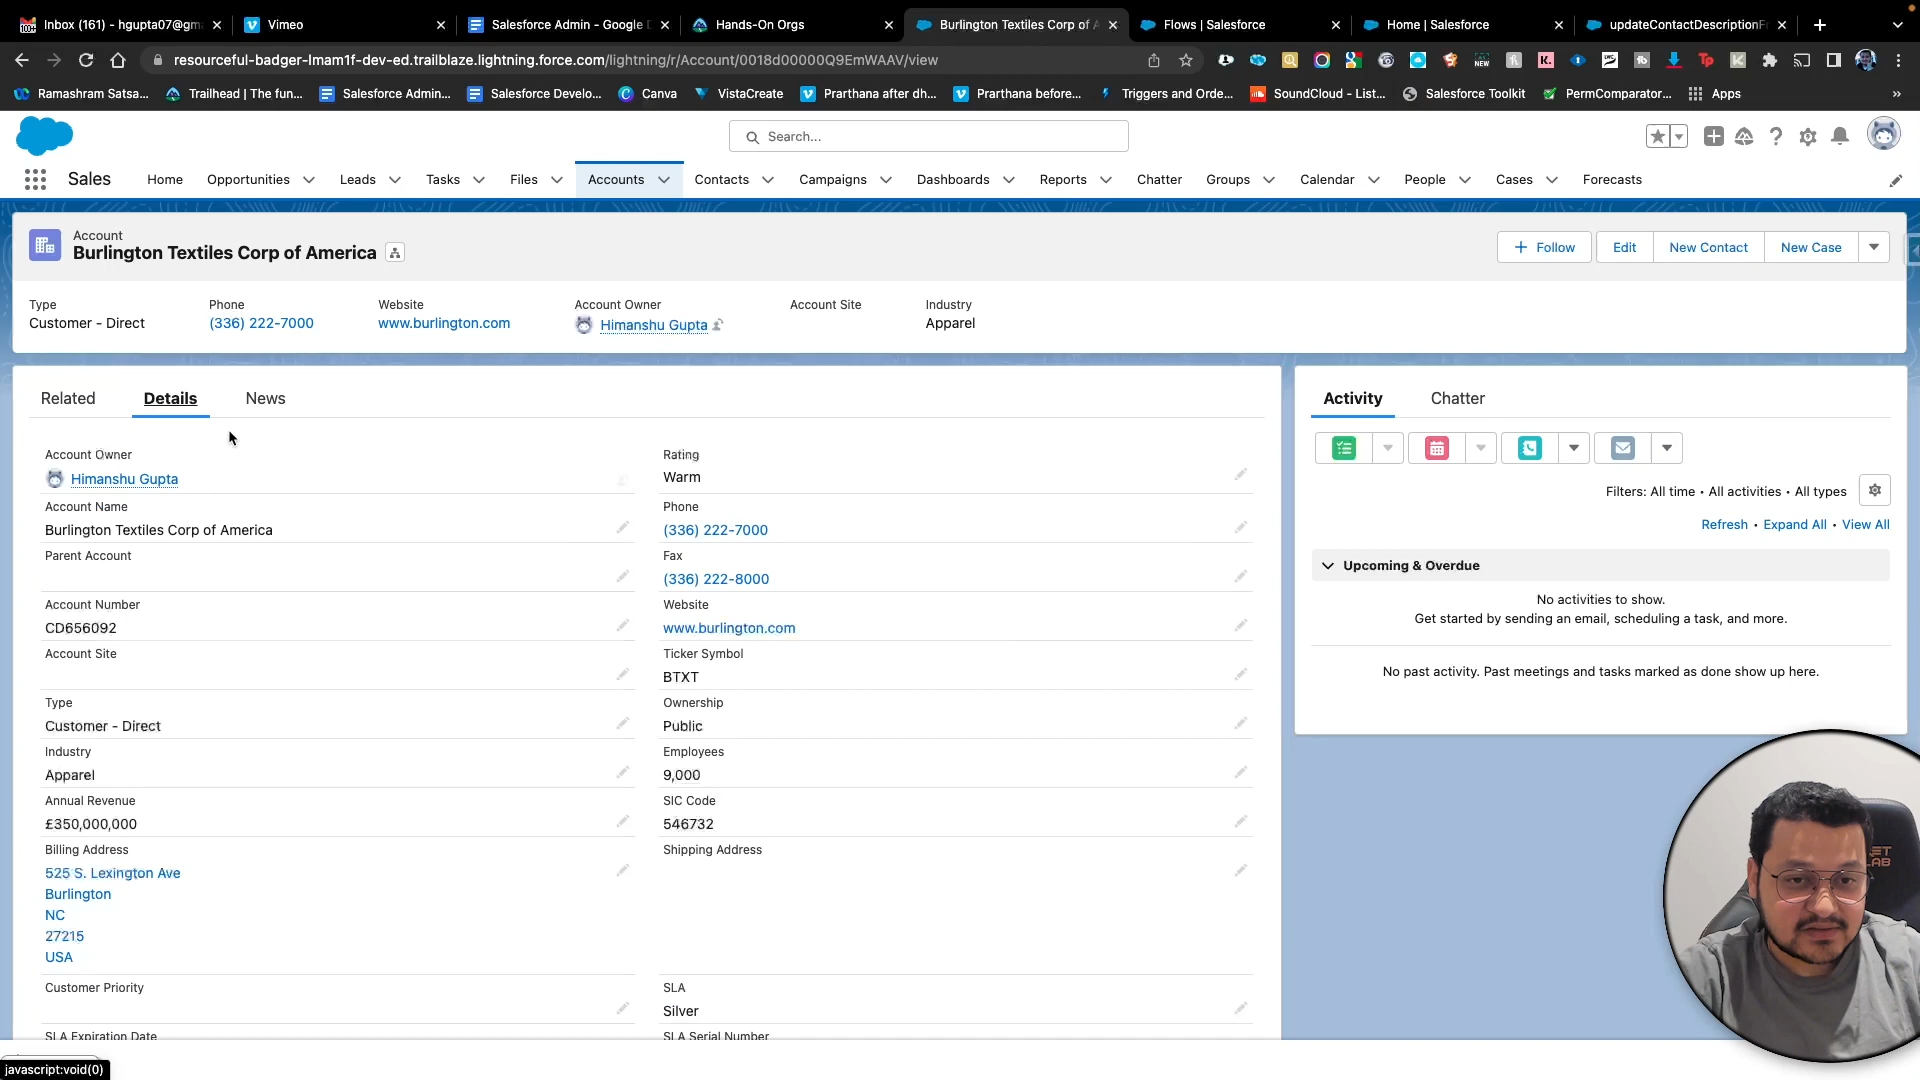 Inbox (161) - hgupta07@gm
Vimeo
Salesforce Admin - Google D
Hands-On Orgs
Burlington Textiles Corp of A
Flows | Salesforce
Home | Salesforce
updateContactDescriptionFr
resourceful-badger-lmam1f-dev-ed.trailblaze.lightning.force.com/lightning/r/Account/0018d00000Q9EmWAAV/view
Ramashram Satsa...
Trailhead | The fun...
Salesforce Admin...
Salesforce Develo...
Canva
VistaCreate
Prarthana after dh...
Prarthana before...
Triggers and Orde...
SoundCloud - List...
Salesforce Toolkit
PermComparator...
Apps
»
Search...
Sales
Home
Opportunities
Leads
Tasks
Files
Accounts
Contacts
Campaigns
Dashboards
Reports
Chatter
Groups
Calendar
People
Cases
Forecasts
Account
Burlington Textiles Corp of America
+ Follow
Edit
New Contact
New Case
Type
Customer - Direct
Phone
(336) 222-7000
Website
www.burlington.com
Account Owner
Himanshu Gupta
Account Site
Industry
Apparel
Related
Details
News
Account Owner
Himanshu Gupta
Rating
Warm
Account Name
Burlington Textiles Corp of America
Phone
(336) 222-7000
Parent Account
Fax
(336) 222-8000
Account Number
CD656092
Website
www.burlington.com
Account Site
Ticker Symbol
BTXT
Type
Customer - Direct
Ownership
Public
Industry
Apparel
Employees
9,000
Annual Revenue
£350,000,000
SIC Code
546732
Billing Address
525 S. Lexington Ave
Burlington
NC
27215
USA
Shipping Address
Customer Priority
SLA
Silver
SLA Expiration Date
SLA Serial Number
Activity
Chatter
Filters: All time • All activities • All types
Refresh • Expand All • View All
Upcoming & Overdue
No activities to show.
Get started by sending an email, scheduling a task, and more.
No past activity. Past meetings and tasks marked as done show up here.
javascript:void(0)